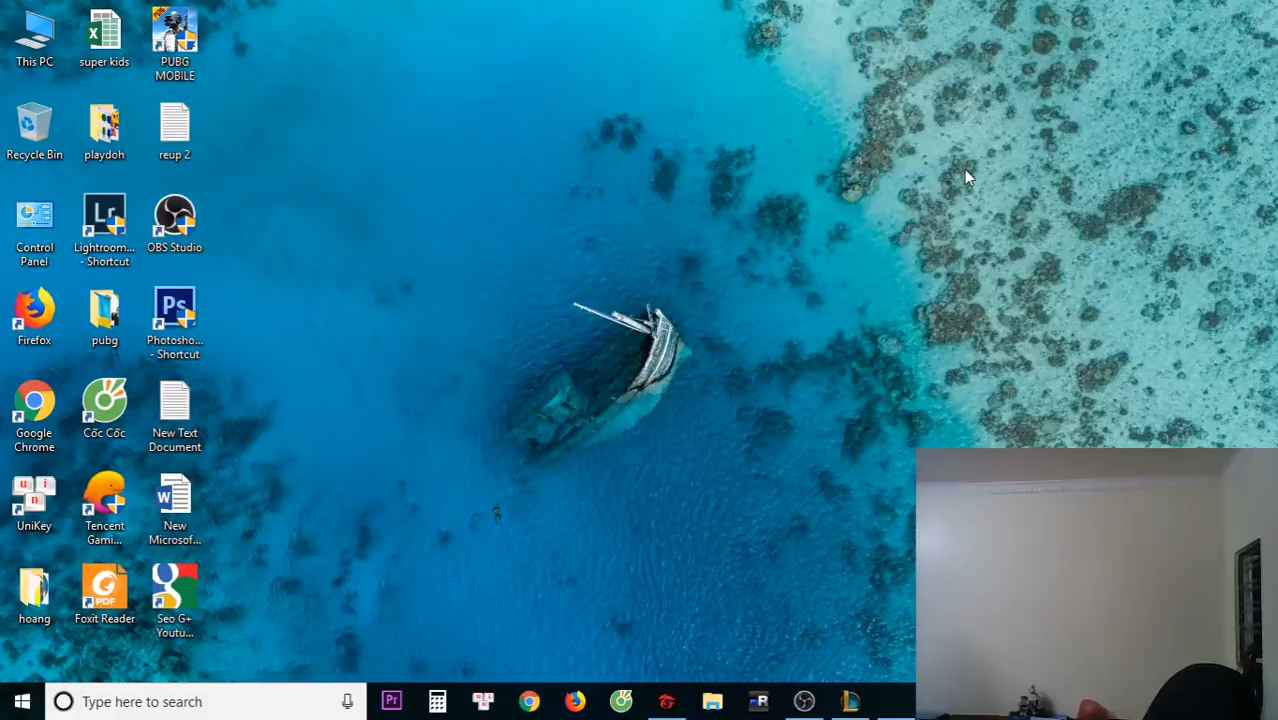 This PC
super kids
PUBG
MOBILE
Recycle Bin
playdoh
reup 2
Control
Panel
Lightroom...
- Shortcut
OBS Studio
Firefox
pubg
Photosho...
- Shortcut
Google
Chrome
Cốc Cốc
New Text
Document
UniKey
Tencent
Gami...
New
Microsof...
hoang
Foxit Reader
Seo G+
Youtu...
Type here to search